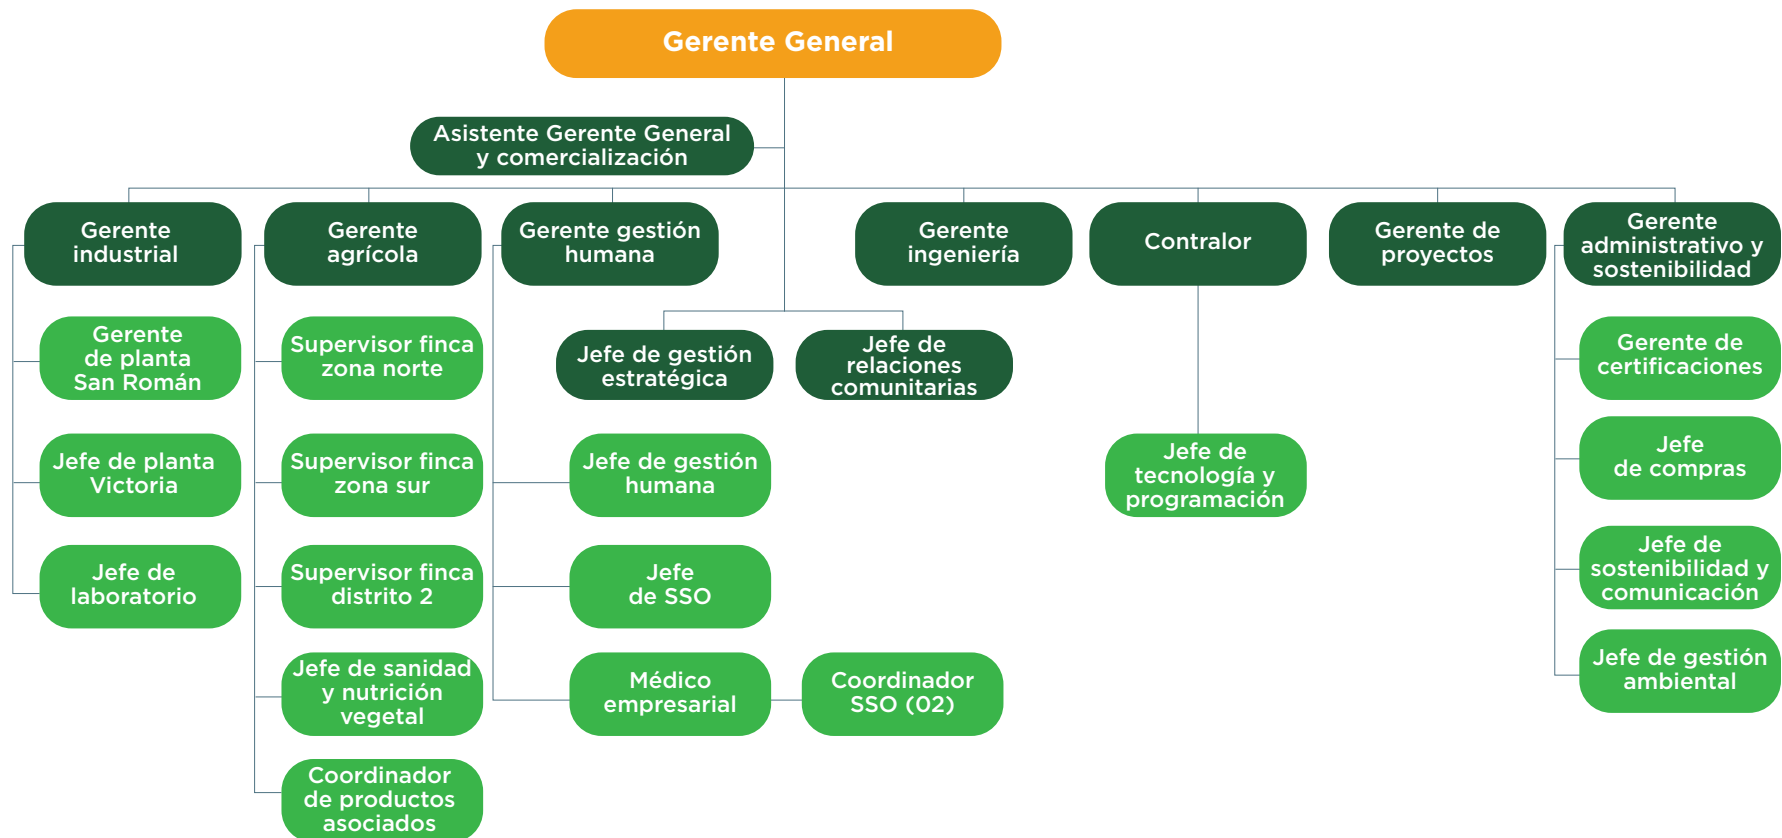 Gerente General
Asistente Gerente General
y comercialización
Gerente
industrial
Gerente
agrícola
Gerente gestión
humana
Gerente
ingeniería
Contralor
Gerente de
proyectos
Gerente
administrativo y
sostenibilidad
Gerente
de planta
San Román
Supervisor finca
zona norte
Jefe de gestión
estratégica
Jefe de
relaciones
comunitarias
Gerente de
certificaciones
Jefe de planta
Victoria
Supervisor finca
zona sur
Jefe de gestión
humana
Jefe de
tecnología y
programación
Jefe
de compras
Jefe de
laboratorio
Supervisor finca
distrito 2
Jefe
de SSO
Jefe de
sostenibilidad y
comunicación
Jefe de sanidad
y nutrición
vegetal
Médico
empresarial
Coordinador
SSO (02)
Jefe de gestión
ambiental
Coordinador
de productos
asociados